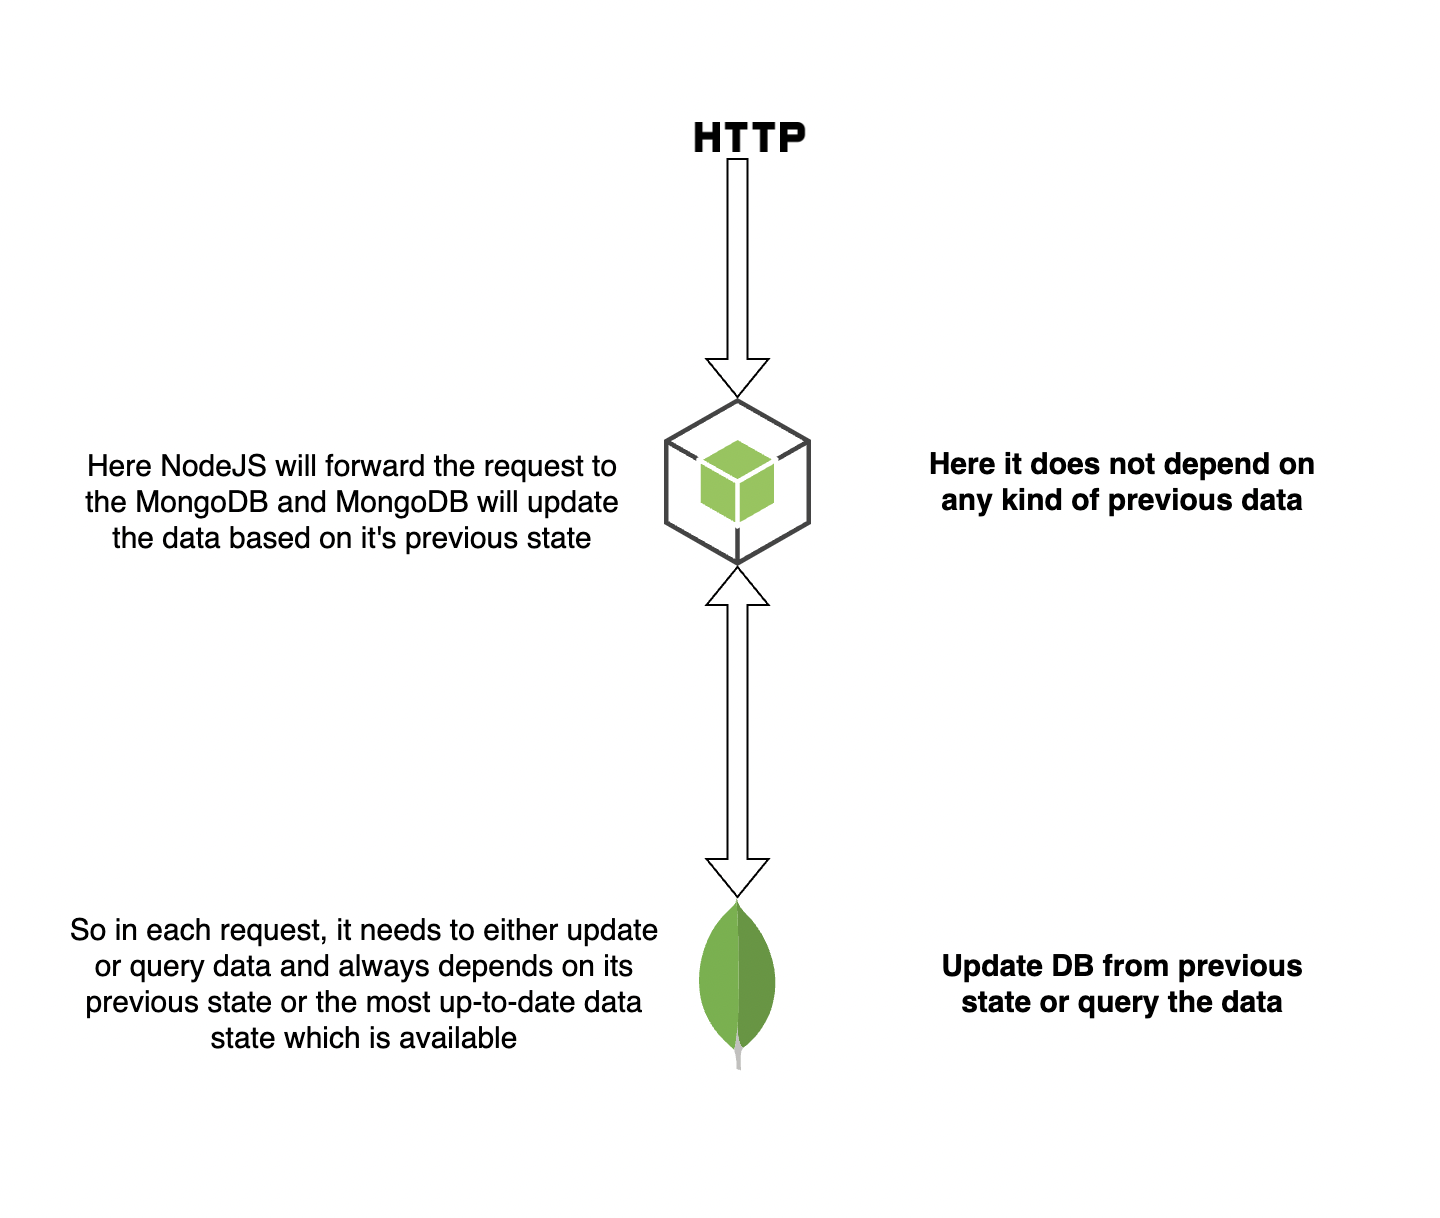 HTTP
Here NodeJS will forward the request to
the MongoDB and MongoDB will update
the data based on it's previous state
Here it does not depend on
any kind of previous data
So in each request, it needs to either update
or query data and always depends on its
previous state or the most up-to-date data
state which is available
Update DB from previous
state or query the data